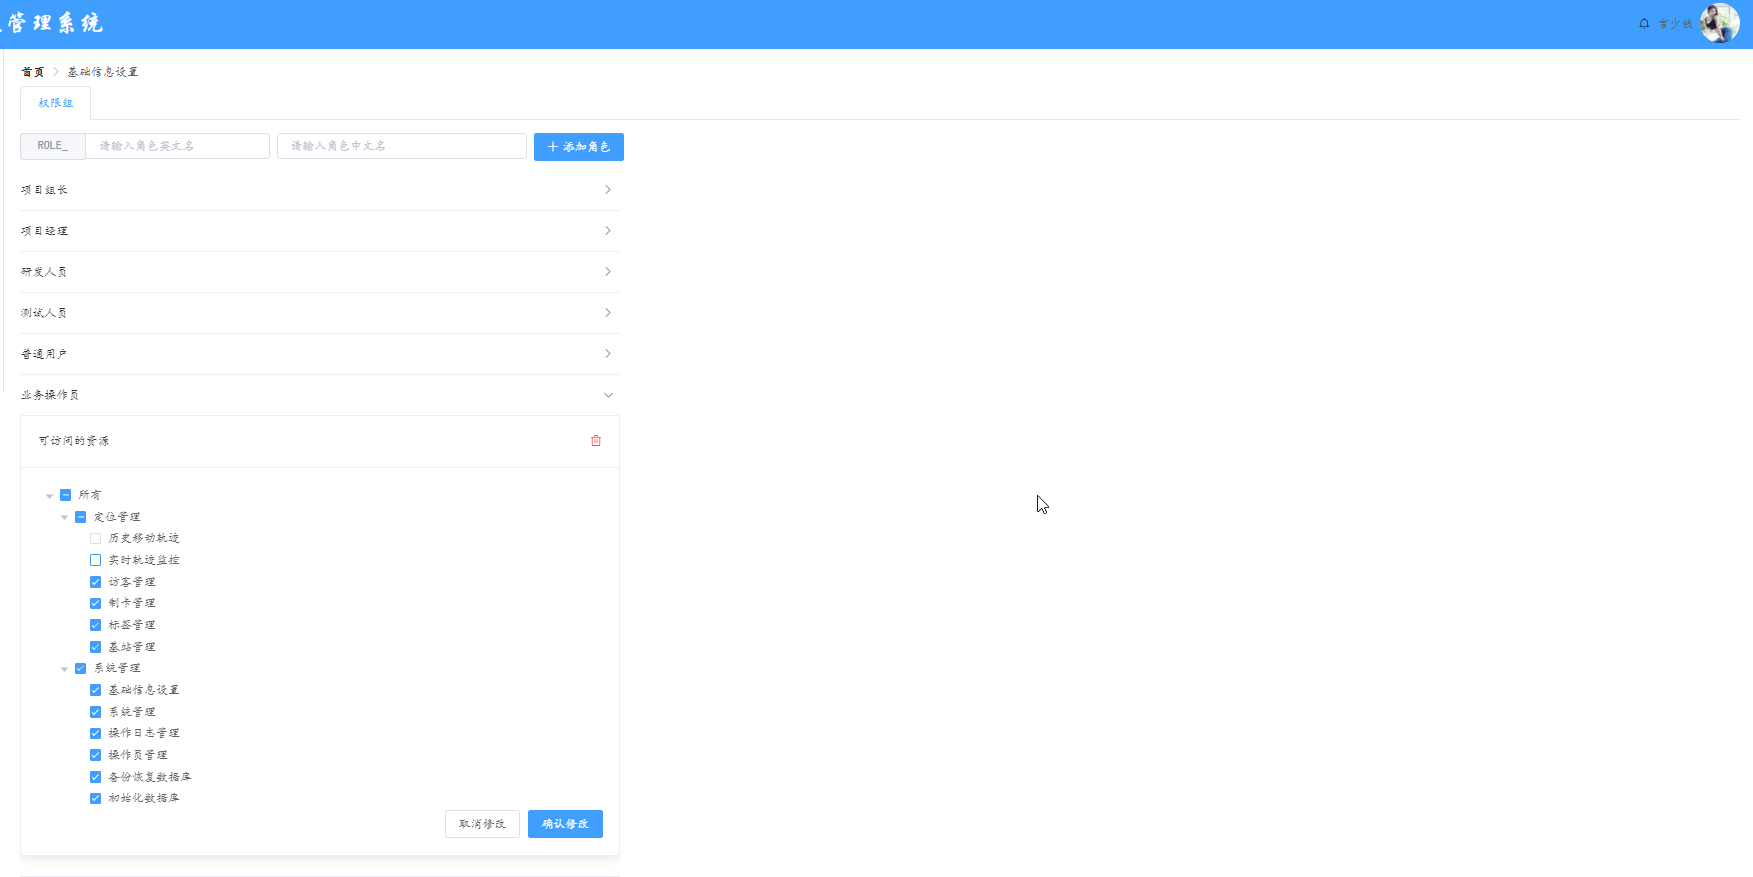 管理系统
言少钱
首页 > 基础信息设置
权限组
ROLE_ 请输入角色英文名 请输入角色中文名 + 添加角色
项目组长
项目经理
研发人员
测试人员
普通用户
业务操作员
可访问的资源
所有
定位管理
历史移动轨迹
实时轨迹监控
访客管理
制卡管理
标签管理
基站管理
系统管理
基础信息设置
系统管理
操作日志管理
操作员管理
备份恢复数据库
初始化数据库
取消修改 确认修改